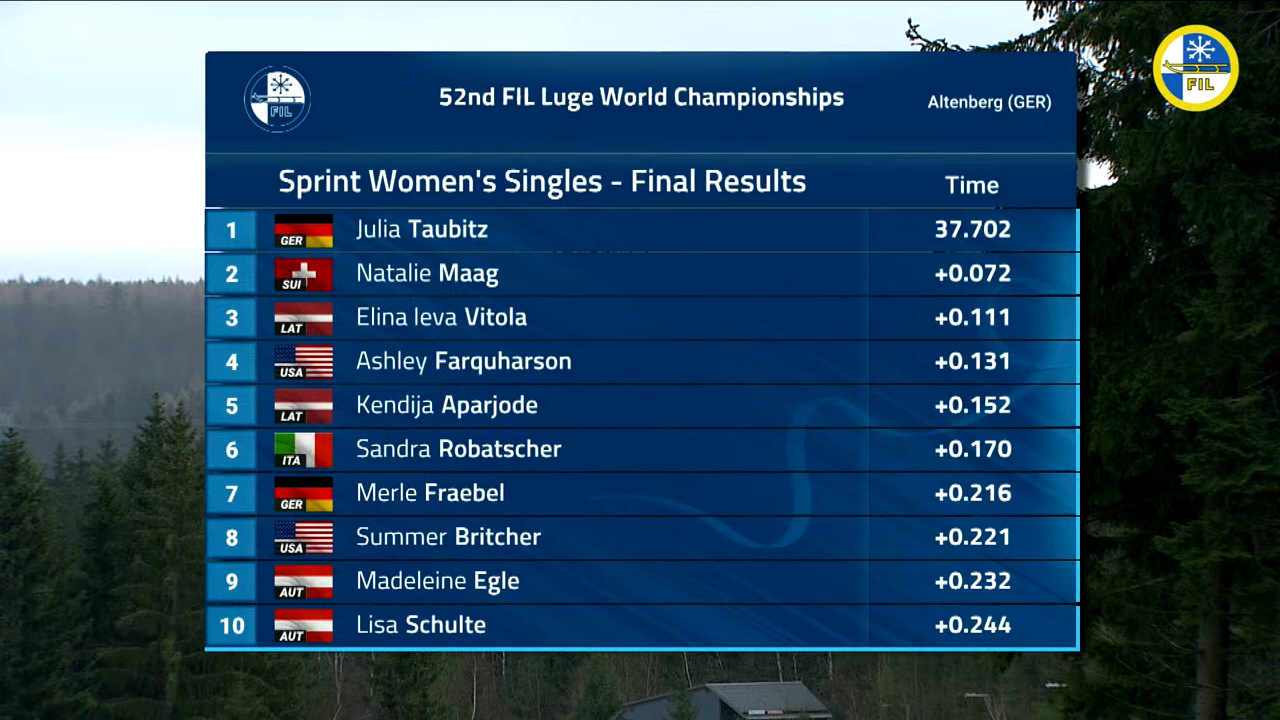 FIL
52nd FIL Luge World Championships
Altenberg (GER)
FIL
Sprint Women's Singles - Final Results Time
1 GER Julia Taubitz 37.702
2 SUI Natalie Maag +0.072
3 LAT Elina Ieva Vitola +0.111
4 USA Ashley Farquharson +0.131
5 LAT Kendija Aparjode +0.152
6 ITA Sandra Robatscher +0.170
7 GER Merle Fraebel +0.216
8 USA Summer Britcher +0.221
9 AUT Madeleine Egle +0.232
10 AUT Lisa Schulte +0.244